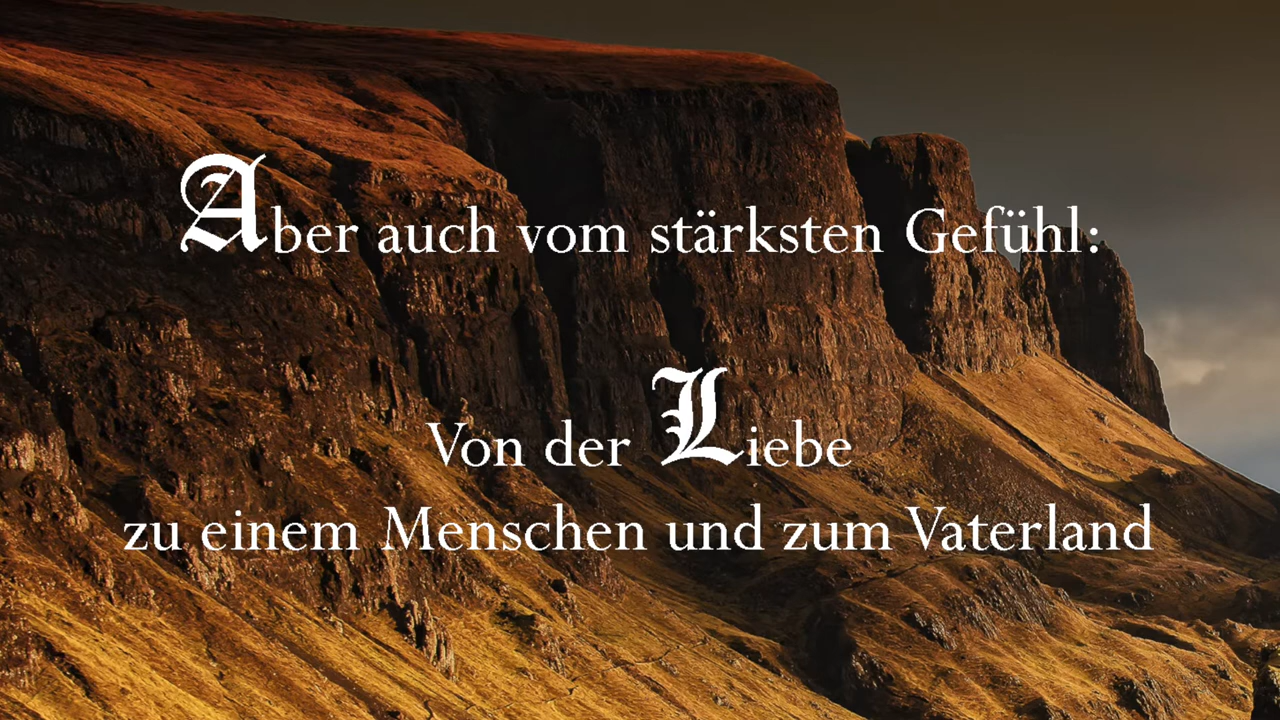 Aber auch vom stärksten Gefühl:
Von der Liebe
zu einem Menschen und zum Vaterland